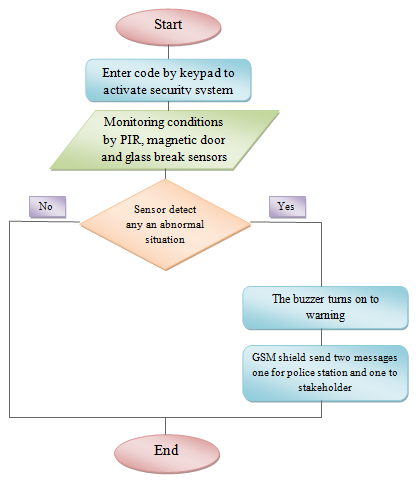 Start
Enter code by keypad to
activate security system
Monitoring conditions
by PIR, magnetic door
and glass break sensors
No
Sensor detect
any an abnormal
situation
Yes
The buzzer turns on to
warning
GSM shield send two messages
one for police station and one to
stakeholder
End